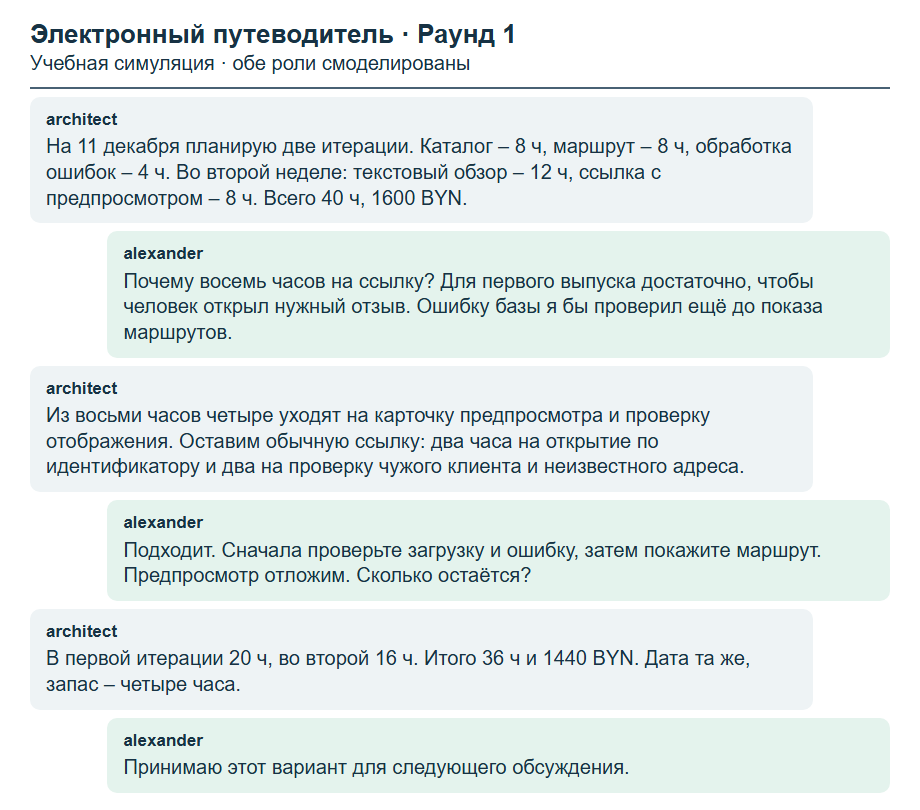 Электронный путеводитель · Раунд 1
Учебная симуляция · обе роли смоделированы
architect
На 11 декабря планирую две итерации. Каталог – 8 ч, маршрут – 8 ч, обработка
ошибок – 4 ч. Во второй неделе: текстовый обзор – 12 ч, ссылка с
предпросмотром – 8 ч. Всего 40 ч, 1600 BYN.
alexander
Почему восемь часов на ссылку? Для первого выпуска достаточно, чтобы
человек открыл нужный отзыв. Ошибку базы я бы проверил ещё до показа
маршрутов.
architect
Из восьми часов четыре уходят на карточку предпросмотра и проверку
отображения. Оставим обычную ссылку: два часа на открытие по
идентификатору и два на проверку чужого клиента и неизвестного адреса.
alexander
Подходит. Сначала проверьте загрузку и ошибку, затем покажите маршрут.
Предпросмотр отложим. Сколько остаётся?
architect
В первой итерации 20 ч, во второй 16 ч. Итого 36 ч и 1440 BYN. Дата та же,
запас – четыре часа.
alexander
Принимаю этот вариант для следующего обсуждения.